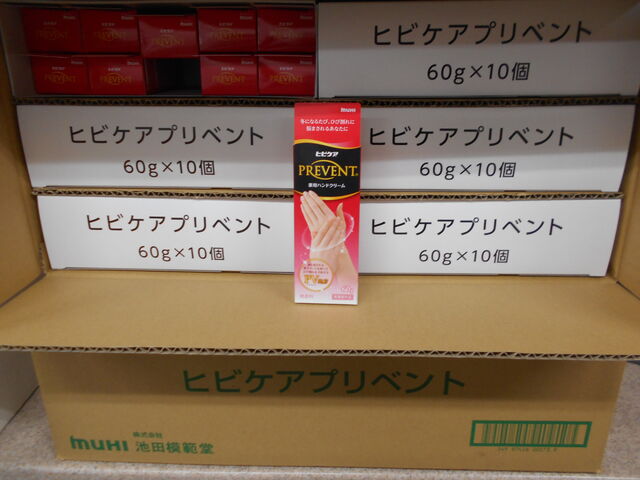 muhi
PREVENT
PREVENT
PREVENT
PREVENT
ヒビケアプリベント
60g×10個
ヒビケアプリベント
60g×10個
ヒビケアプリベント
60g×10個
ヒビケアプリベント
60g×10個
ヒビケアプリベント
60g×10個
muhi
冬になるたび、ひび割れに
悩まされるあなたに
ヒビケア
PREVENT
薬用ハンドクリーム
ヒビケアプリベント
muHI
株式会社
池田模範堂